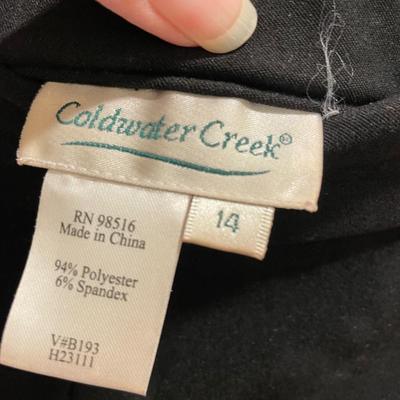 Coldwater Creek®
14
RN 98516
Made in China
94% Polyester
6% Spandex
V#B193
H23111